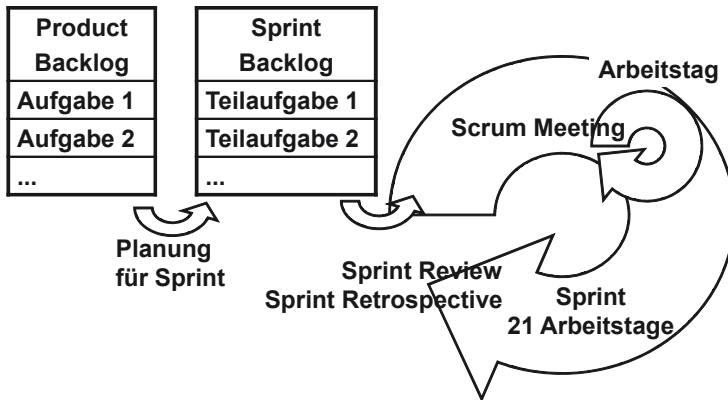 Product
Backlog
Aufgabe 1
Aufgabe 2
...
Sprint
Backlog
Teilaufgabe 1
Teilaufgabe 2
...
Arbeitstag
Scrum Meeting
Planung
für Sprint
Sprint Review
Sprint Retrospective
Sprint
21 Arbeitstage